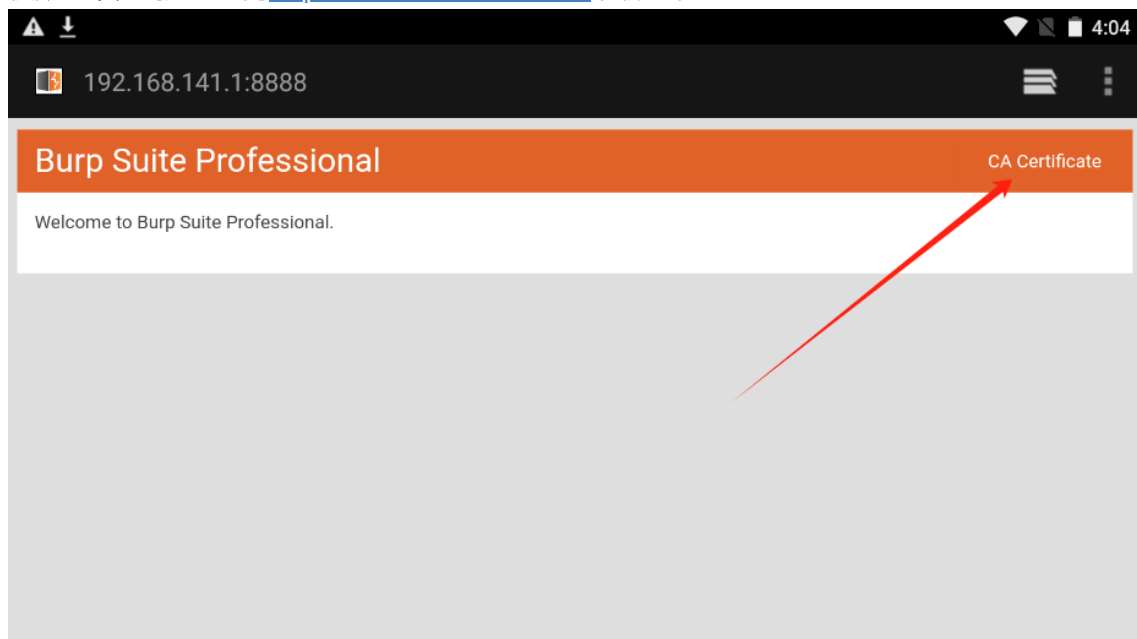 4:04
192.168.141.1:8888
Burp Suite Professional
CA Certificate
Welcome to Burp Suite Professional.